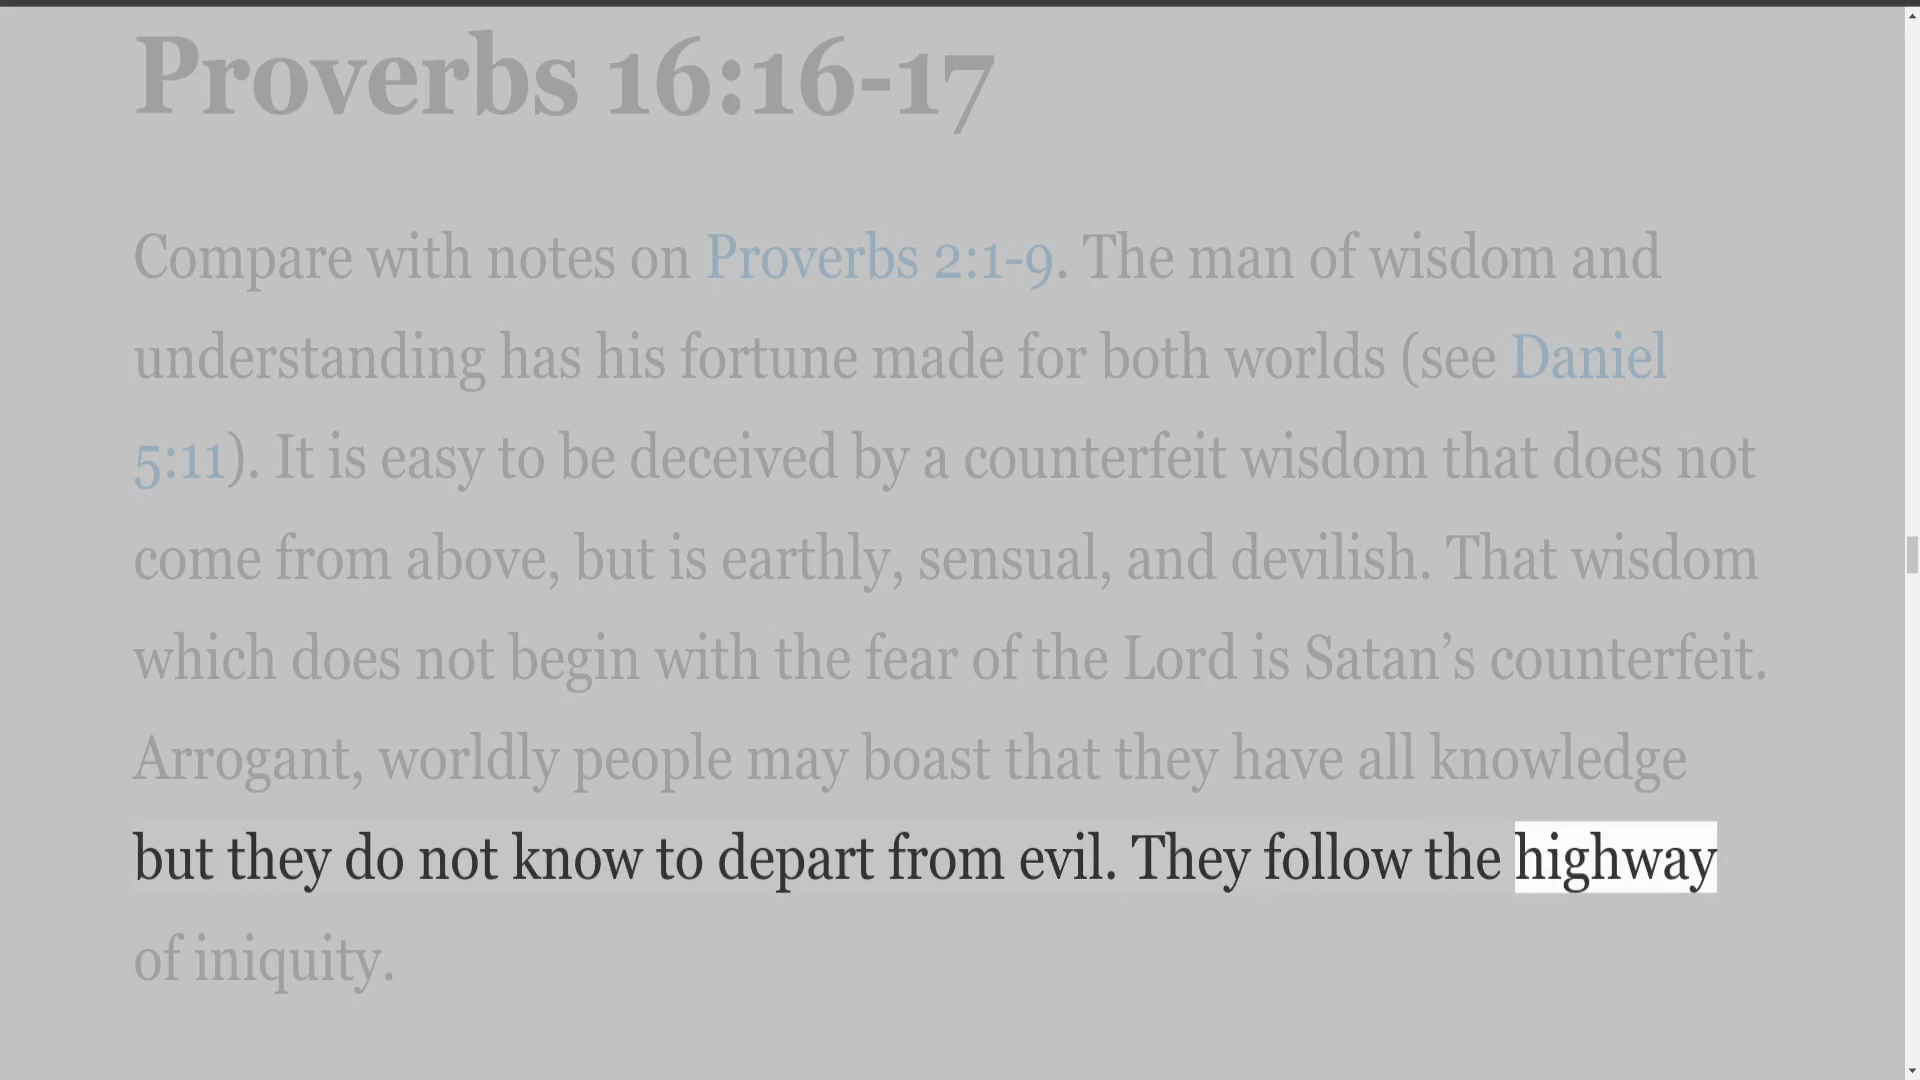 Proverbs 16:16-17
Compare with notes on Proverbs 2:1-9. The man of wisdom and
understanding has his fortune made for both worlds (see Daniel
5:11). It is easy to be deceived by a counterfeit wisdom that does not
come from above, but is earthly, sensual, and devilish. That wisdom
which does not begin with the fear of the Lord is Satan’s counterfeit.
Arrogant, worldly people may boast that they have all knowledge
but they do not know to depart from evil. They follow the highway
of iniquity.